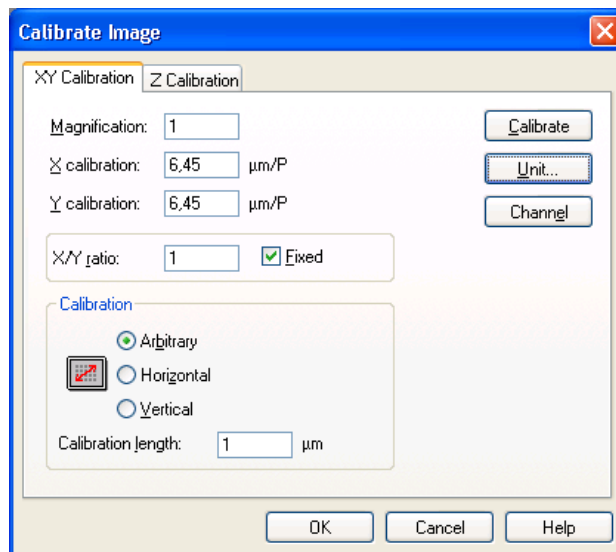 Calibrate Image
XY Calibration Z Calibration
Magnification: 1 Calibrate
X calibration: 6,45 µm/P Unit...
Y calibration: 6,45 µm/P Channel
X/Y ratio: 1 Fixed
Calibration
Arbitrary
Horizontal
Vertical
Calibration length: 1 µm
OK Cancel Help